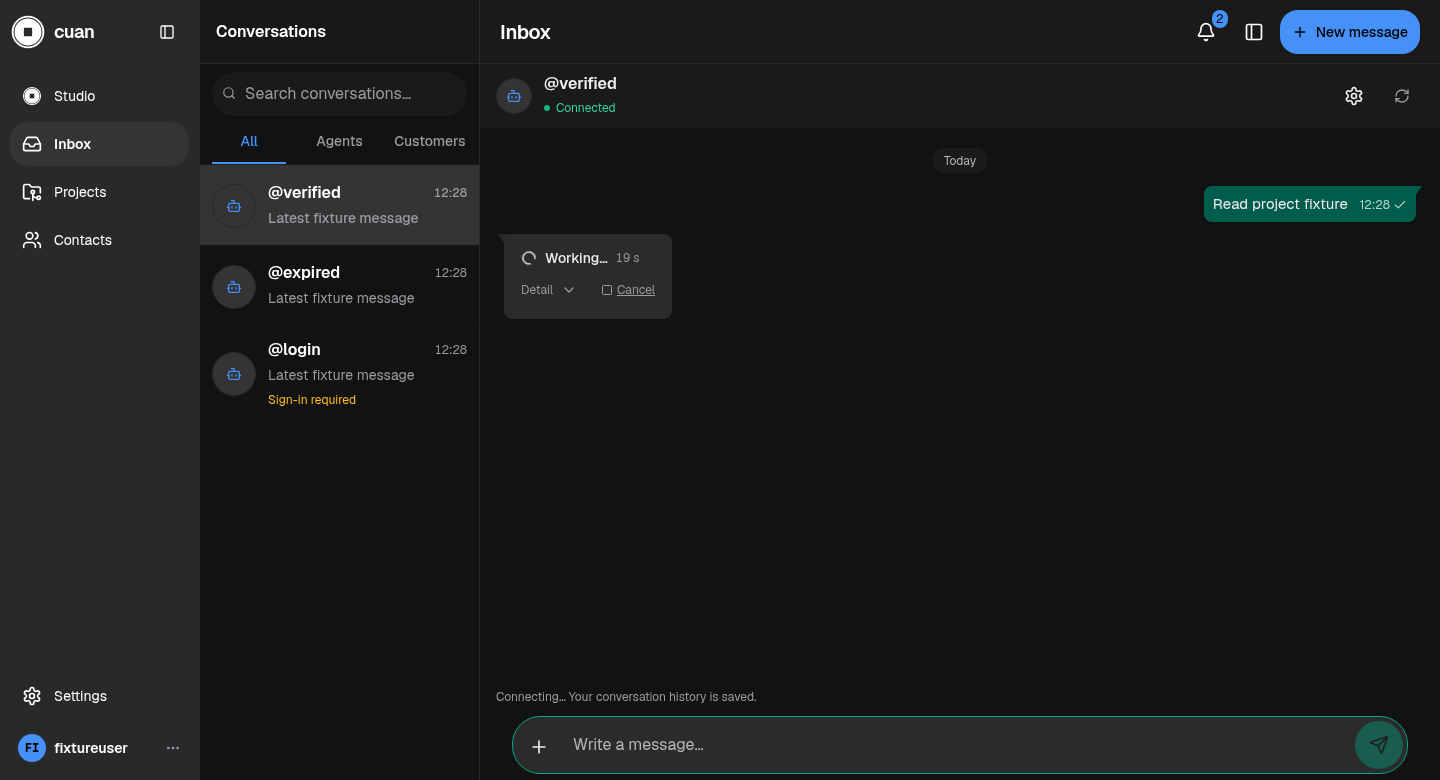 cuan
Studio
Inbox
Projects
Contacts
Settings
FI fixtureuser
Conversations
Search conversations...
All Agents Customers
@verified 12:28
Latest fixture message
@expired 12:28
Latest fixture message
@login 12:28
Latest fixture message
Sign-in required
Inbox
2
New message
@verified
Connected
Today
Read project fixture 12:28
Working... 19 s
Detail Cancel
Connecting... Your conversation history is saved.
Write a message...